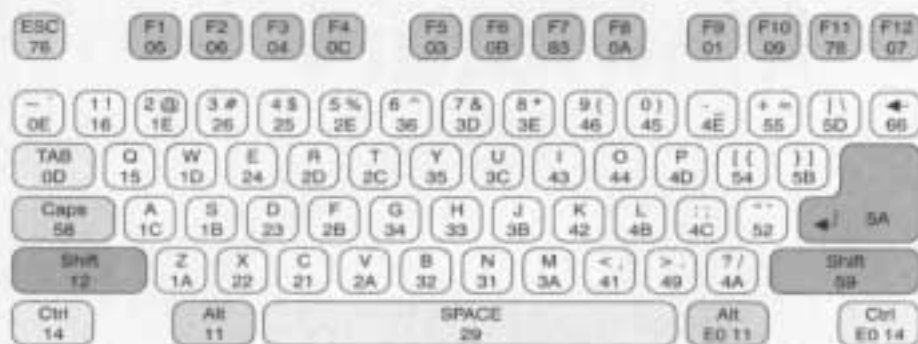 ESC F1 F2 F3 F4 F5 F6 F7 F8 F9 F10 F11 F12
76 05 06 04 0C 03 0B 83 0A 01 09 78 07
~ ` 1 ! 2 @ 3 # 4 $ 5 % 6 ^ 7 & 8 * 9 ( 0 ) - _ + = | \ ←
0E 16 1E 26 25 2E 36 3D 3E 46 45 4E 55 5D 66
TAB Q W E R T Y U I O P [ { } ]
0D 15 1D 24 2D 2C 35 3C 43 44 4D 54 5B
Caps A S D F G H J K L ; : " ' ↵
58 1C 1B 23 2B 34 33 3B 42 4B 4C 52 5A
Shift Z X C V B N M < , > . ? / Shift
12 1A 22 21 2A 32 31 3A 41 49 4A 59
Ctrl Alt SPACE Alt Ctrl
14 11 29 E0 11 E0 14